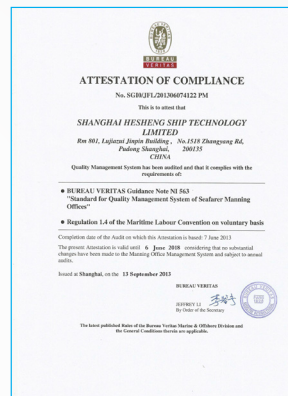 BUREAU
VERITAS
ATTESTATION OF COMPLIANCE
No. SGI0/JFL/201306074122 PM
This is to attest that
SHANGHAI HESHENG SHIP TECHNOLOGY
LIMITED
Rm 801, Lujiazui Jinpin Building , No.1518 Zhangyang Rd,
Pudong Shanghai, 200135
CHINA
Quality Management System has been audited and that it complies with the
requirements of:
● BUREAU VERITAS Guidance Note NI 563
"Standard for Quality Management System of Seafarer Manning
Offices"
● Regulation 1.4 of the Maritime Labour Convention on voluntary basis
Completion date of the Audit on which this Attestation is based: 7 June 2013
The present Attestation is valid until 6 June 2018 considering that no substantial
changes have been made to the Manning Office Management System and subject to annual
audits.
Issued at Shanghai, on the 13 September 2013
BUREAU VERITAS
JEFFREY LI
By Order of the Secretary
The latest published Rules of the Bureau Veritas Marine & Offshore Division and
the General Conditions therein are applicable.